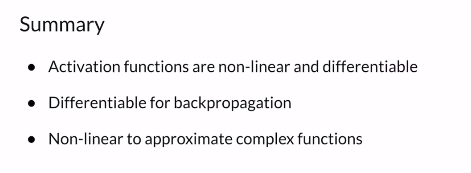 Summary
● Activation functions are non-linear and differentiable
● Differentiable for backpropagation
● Non-linear to approximate complex functions